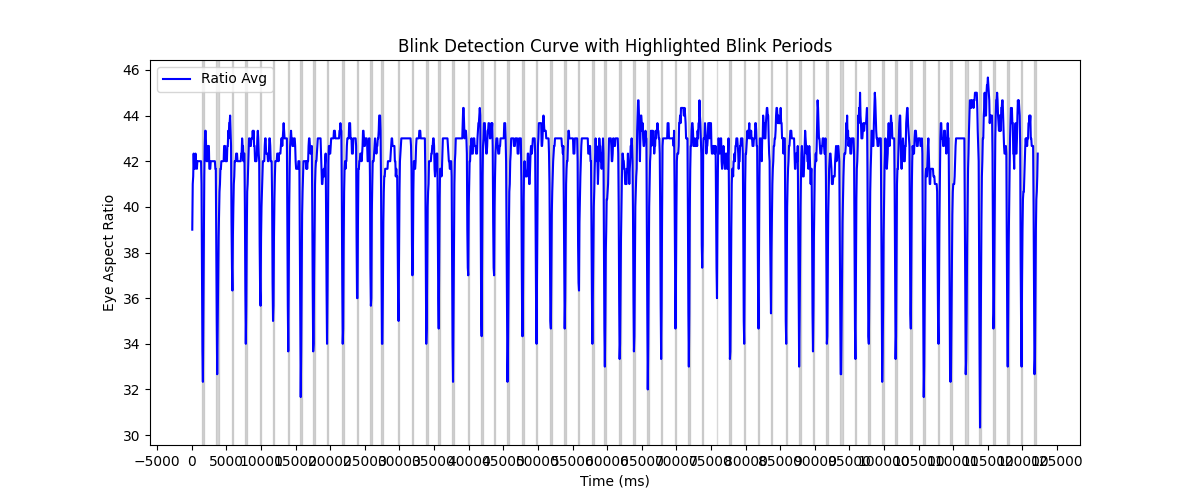 Blink Detection Curve with Highlighted Blink Periods
Ratio Avg
46
44
42
40
38
36
34
32
30
Eye Aspect Ratio
−5000 0 5000 10000 15000 20000 25000 30000 35000 40000 45000 50000 55000 60000 65000 70000 75000 80000 85000 90000 95000 100000 105000 110000 115000 120000 125000
Time (ms)